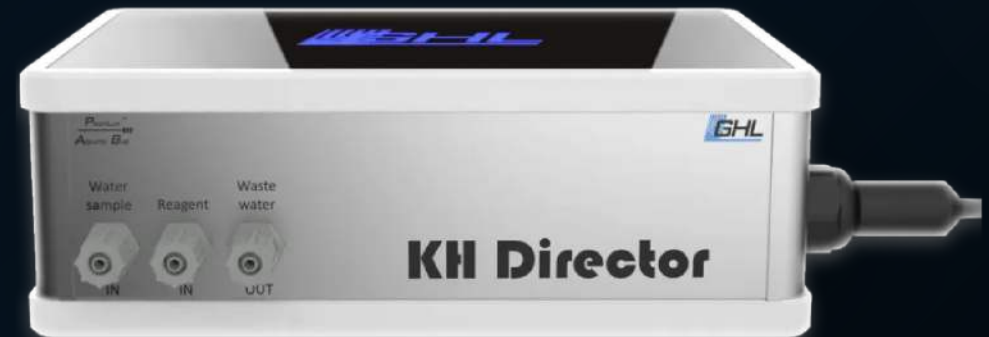 GHL
GHL
Water sample
Reagent
Waste water
IN
IN
OUT
KH Director